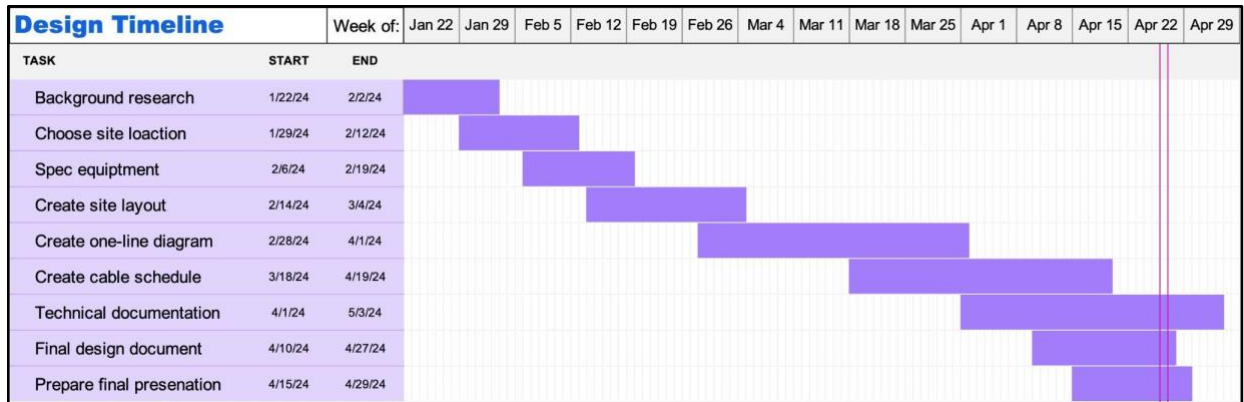 Design Timeline Week of: Jan 22 Jan 29 Feb 5 Feb 12 Feb 19 Feb 26 Mar 4 Mar 11 Mar 18 Mar 25 Apr 1 Apr 8 Apr 15 Apr 22 Apr 29
TASK START END
Background research 1/22/24 2/2/24
Choose site loaction 1/29/24 2/12/24
Spec equiptment 2/6/24 2/19/24
Create site layout 2/14/24 3/4/24
Create one-line diagram 2/28/24 4/1/24
Create cable schedule 3/18/24 4/19/24
Technical documentation 4/1/24 5/3/24
Final design document 4/10/24 4/27/24
Prepare final presenation 4/15/24 4/29/24